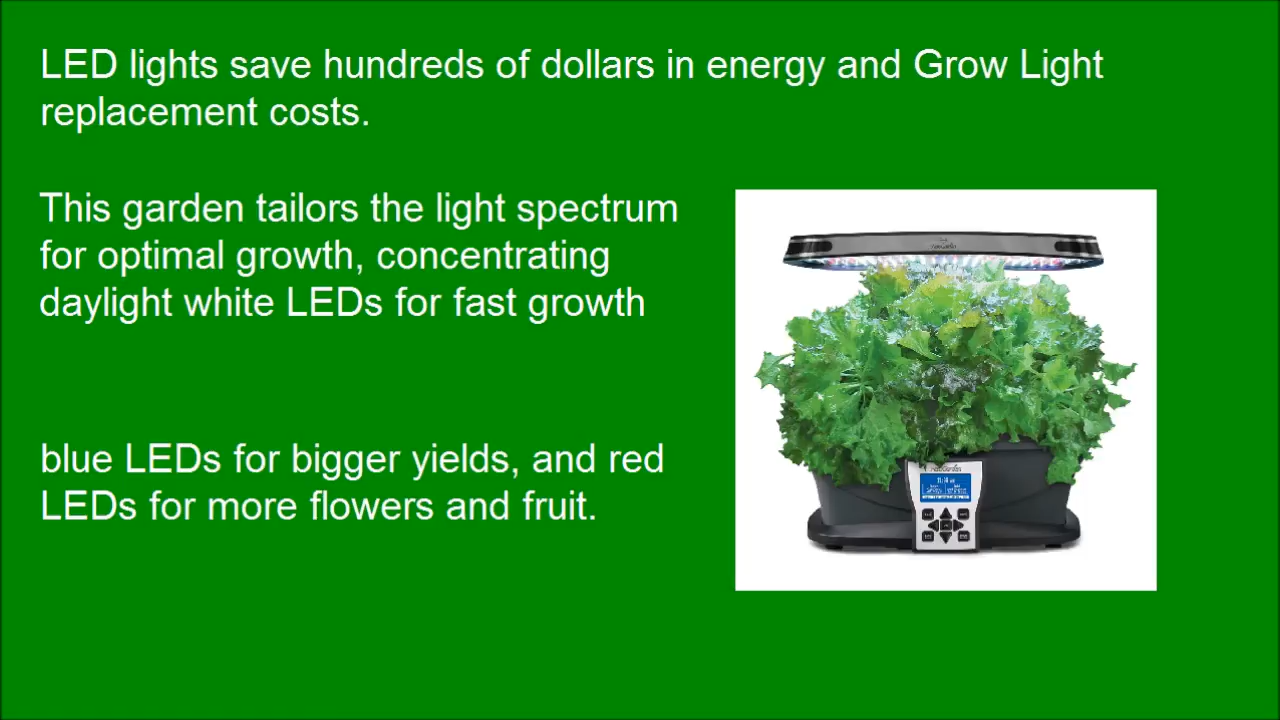 LED lights save hundreds of dollars in energy and Grow Light
replacement costs.
This garden tailors the light spectrum
for optimal growth, concentrating
daylight white LEDs for fast growth
blue LEDs for bigger yields, and red
LEDs for more flowers and fruit.
AeroGarden